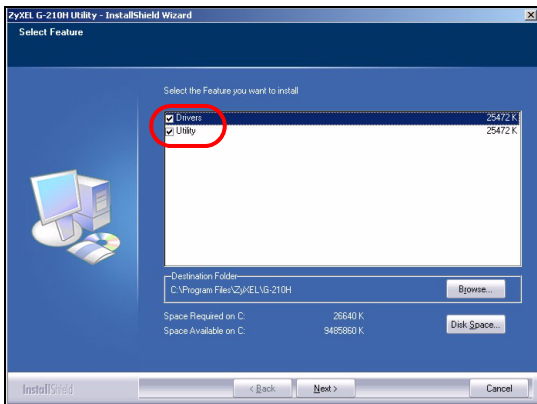 ZyXEL G-210H Utility - InstallShield Wizard
Select Feature
Select the Feature you want to install
Drivers 25472 K
Utility 25472 K
Destination Folder
C:\Program Files\ZyXEL\G-210H
Browse...
Space Required on C: 26640 K
Space Available on C: 9485860 K
Disk Space...
InstallShield
< Back
Next >
Cancel